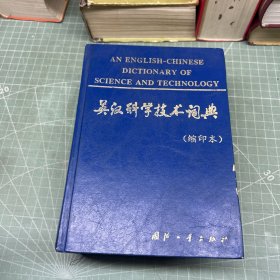 AN ENGLISH-CHINESE
DICTIONARY OF
SCIENCE AND TECHNOLOGY
英汉科学技术词典
(缩印本)
国防工业出版社